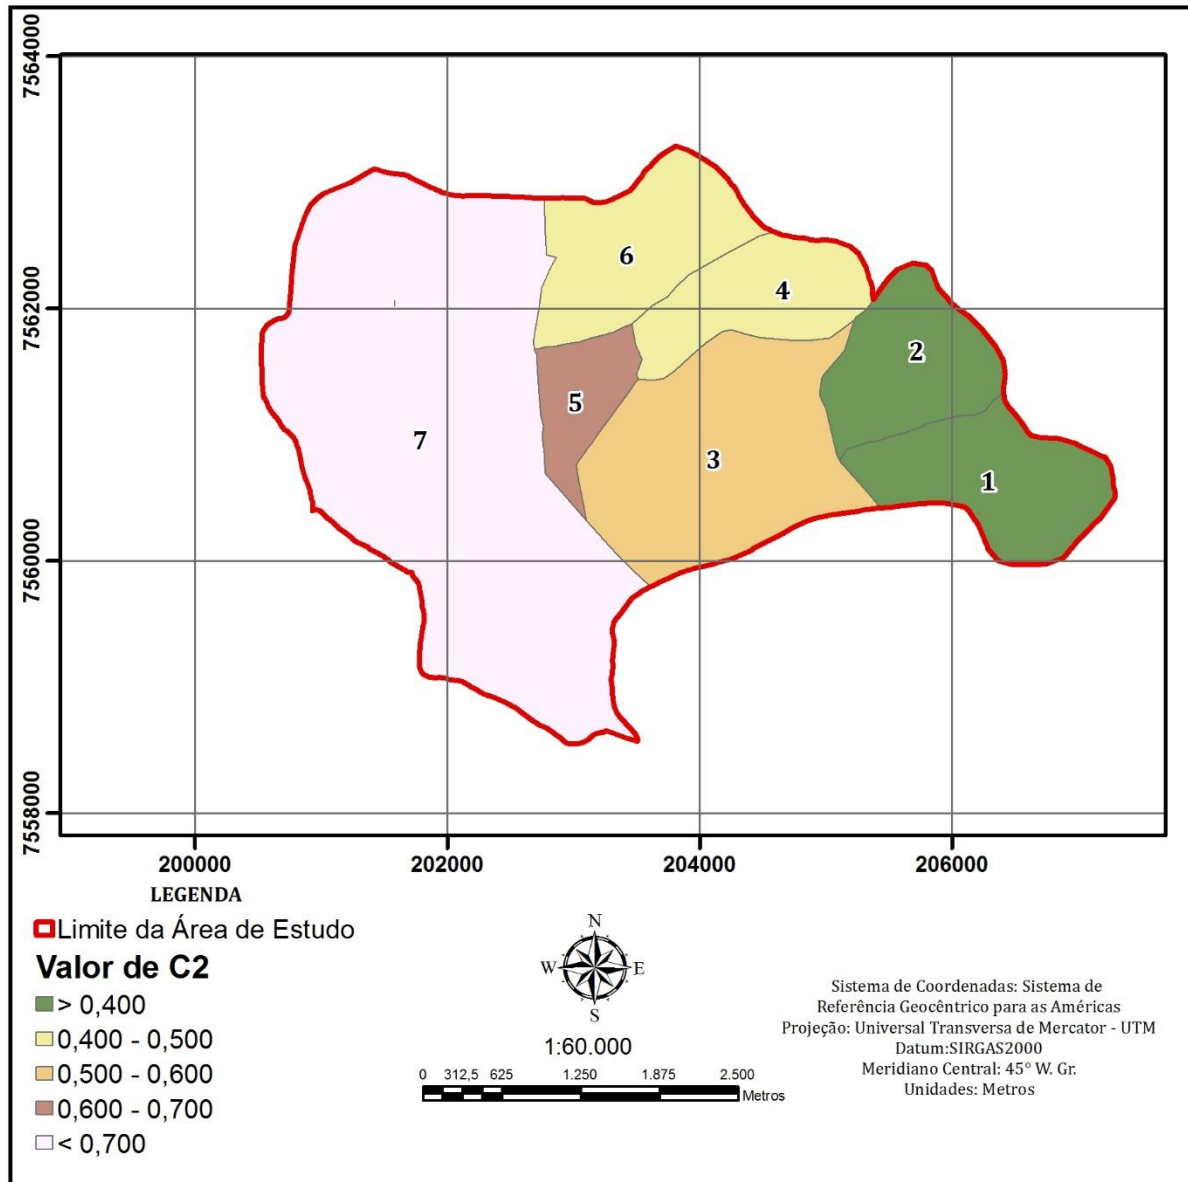 7564000
7562000
7560000
7558000
6
4
2
5
7
3
1
200000
202000
204000
206000
LEGENDA
Limite da Área de Estudo
Valor de C2
> 0,400
0,400 - 0,500
0,500 - 0,600
0,600 - 0,700
< 0,700
N
W
E
S
1:60.000
0 312,5 625 1.250 1.875 2.500
Metros
Sistema de Coordenadas: Sistema de
Referência Geocêntrico para as Américas
Projeção: Universal Transversa de Mercator - UTM
Datum:SIRGAS2000
Meridiano Central: 45° W. Gr.
Unidades: Metros